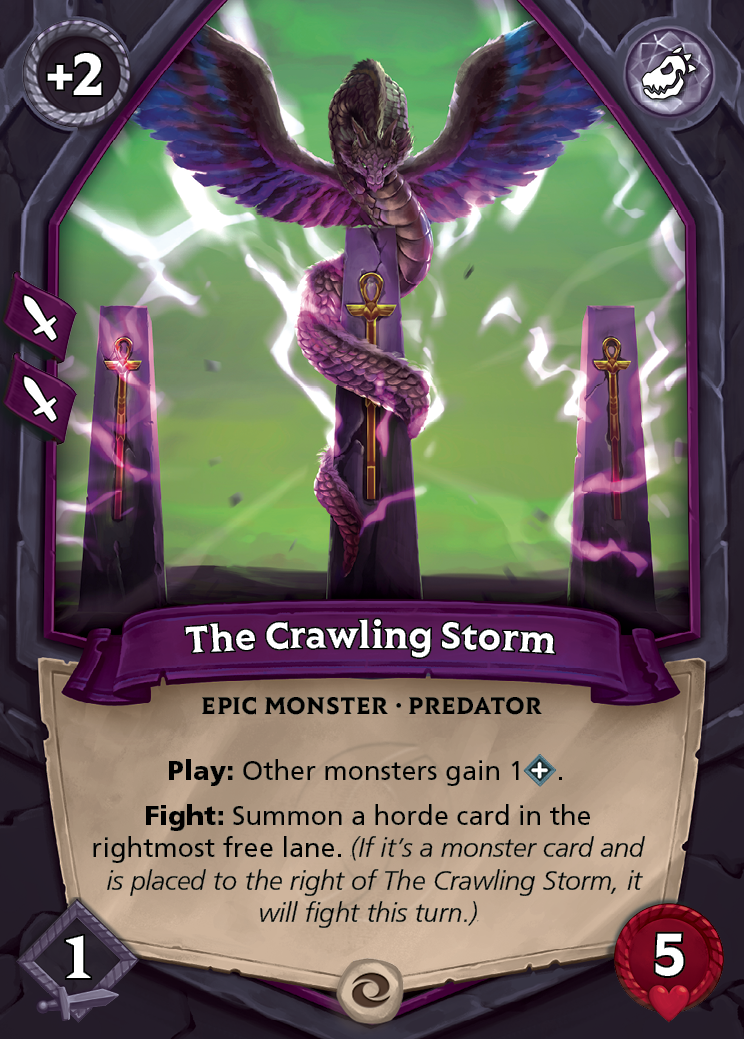 +2
The Crawling Storm
EPIC MONSTER · PREDATOR
Play: Other monsters gain 1.
Fight: Summon a horde card in the
rightmost free lane. (If it's a monster card and
is placed to the right of The Crawling Storm, it
will fight this turn.)
1
5